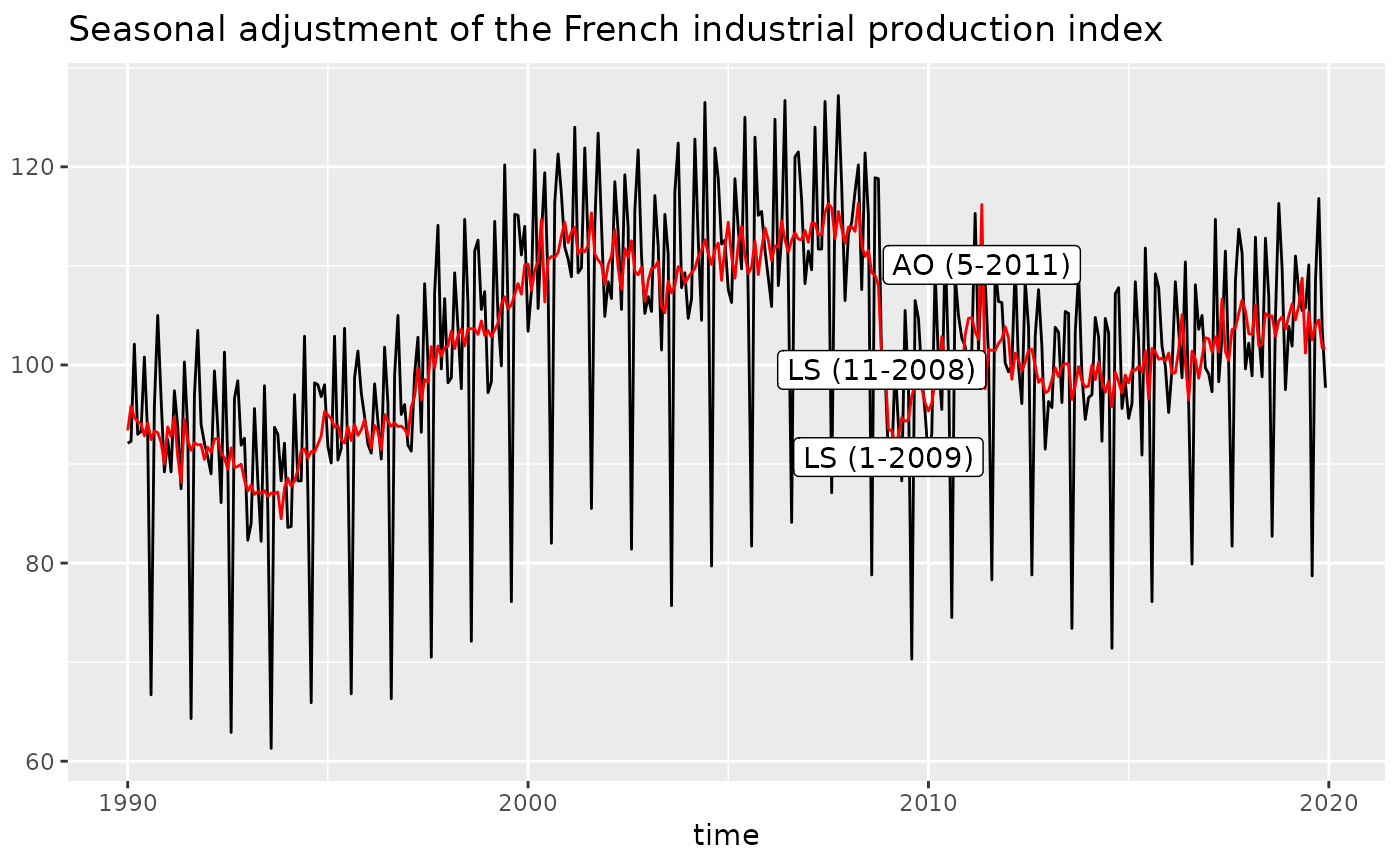 Seasonal adjustment of the French industrial production index
120
100
80
60
AO (5-2011)
LS (11-2008)
LS (1-2009)
1990
2000
2010
2020
time